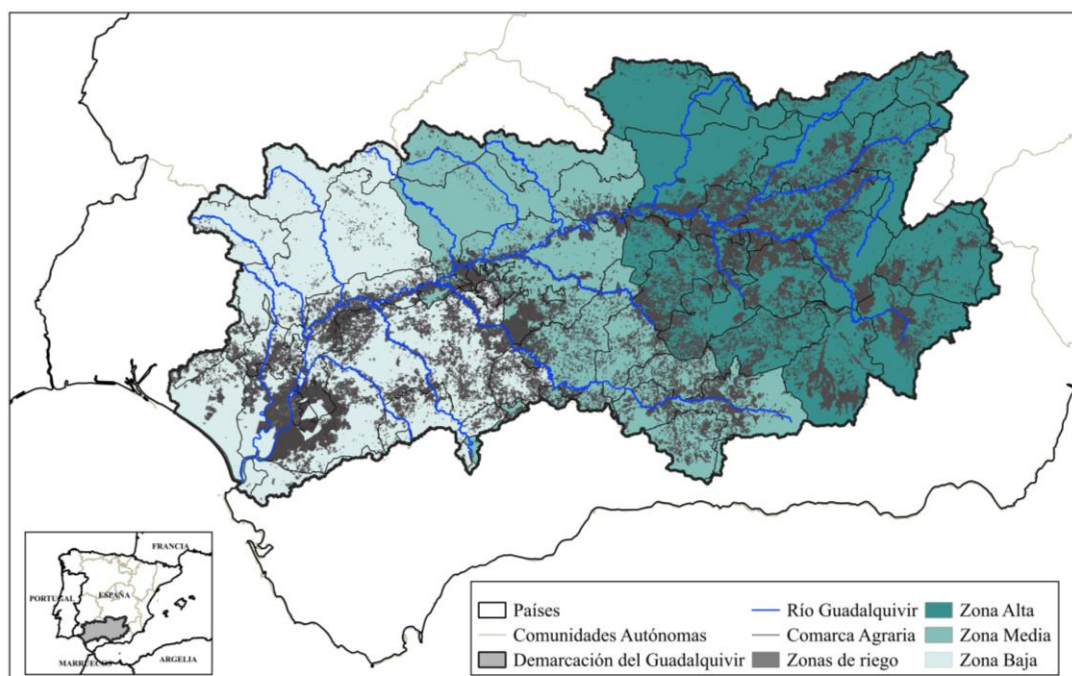 FRANCIA
PORTUGAL
ESPAÑA
MARRUECOS
ARGELIA
Países
Comunidades Autónomas
Demarcación del Guadalquivir
Río Guadalquivir
Comarca Agraria
Zonas de riego
Zona Alta
Zona Media
Zona Baja